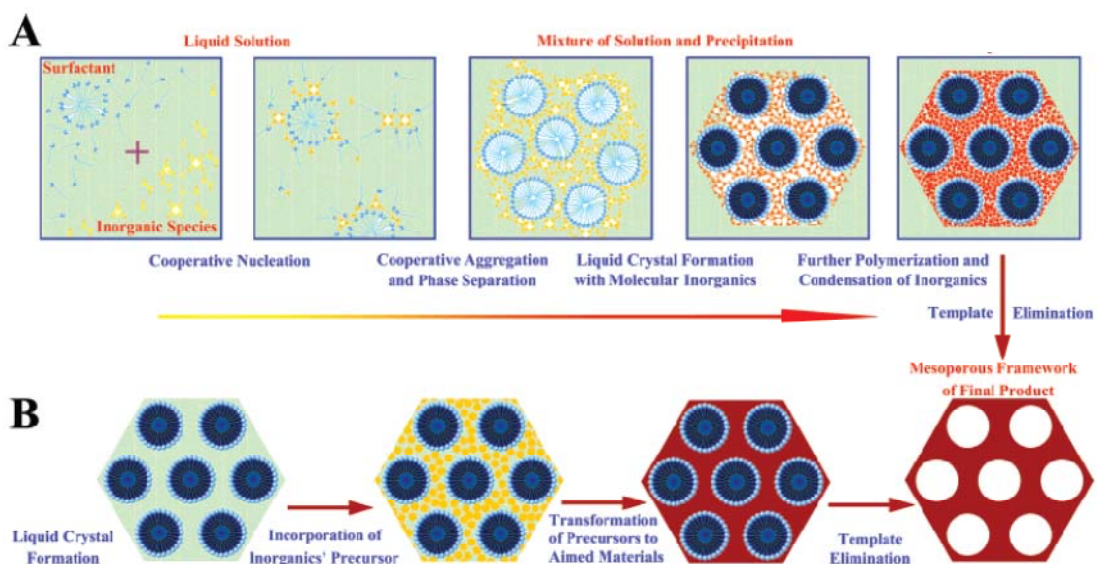 A
Liquid Solution
Mixture of Solution and Precipitation
Surfactant
Inorganic Species
Cooperative Nucleation
Cooperative Aggregation
and Phase Separation
Liquid Crystal Formation
with Molecular Inorganics
Further Polymerization and
Condensation of Inorganics
Template Elimination
Mesoporous Framework
of Final Product
B
Liquid Crystal
Formation
Incorporation of
Inorganics' Precursor
Transformation
of Precursors to
Aimed Materials
Template
Elimination